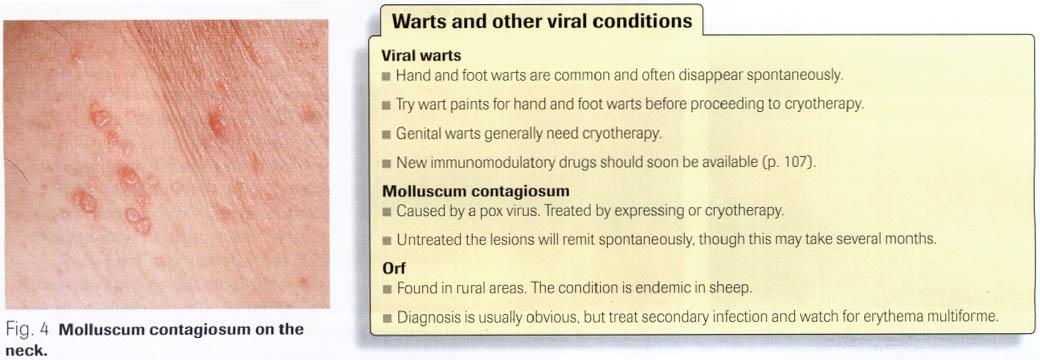 Warts and other viral conditions
Viral warts
■ Hand and foot warts are common and often disappear spontaneously.
■ Try wart paints for hand and foot warts before proceeding to cryotherapy.
■ Genital warts generally need cryotherapy.
■ New immunomodulatory drugs should soon be available (p. 107).
Molluscum contagiosum
■ Caused by a pox virus. Treated by expressing or cryotherapy.
■ Untreated the lesions will remit spontaneously, though this may take several months.
Orf
■ Found in rural areas. The condition is endemic in sheep.
■ Diagnosis is usually obvious, but treat secondary infection and watch for erythema multiforme.
Fig. 4 Molluscum contagiosum on the
neck.